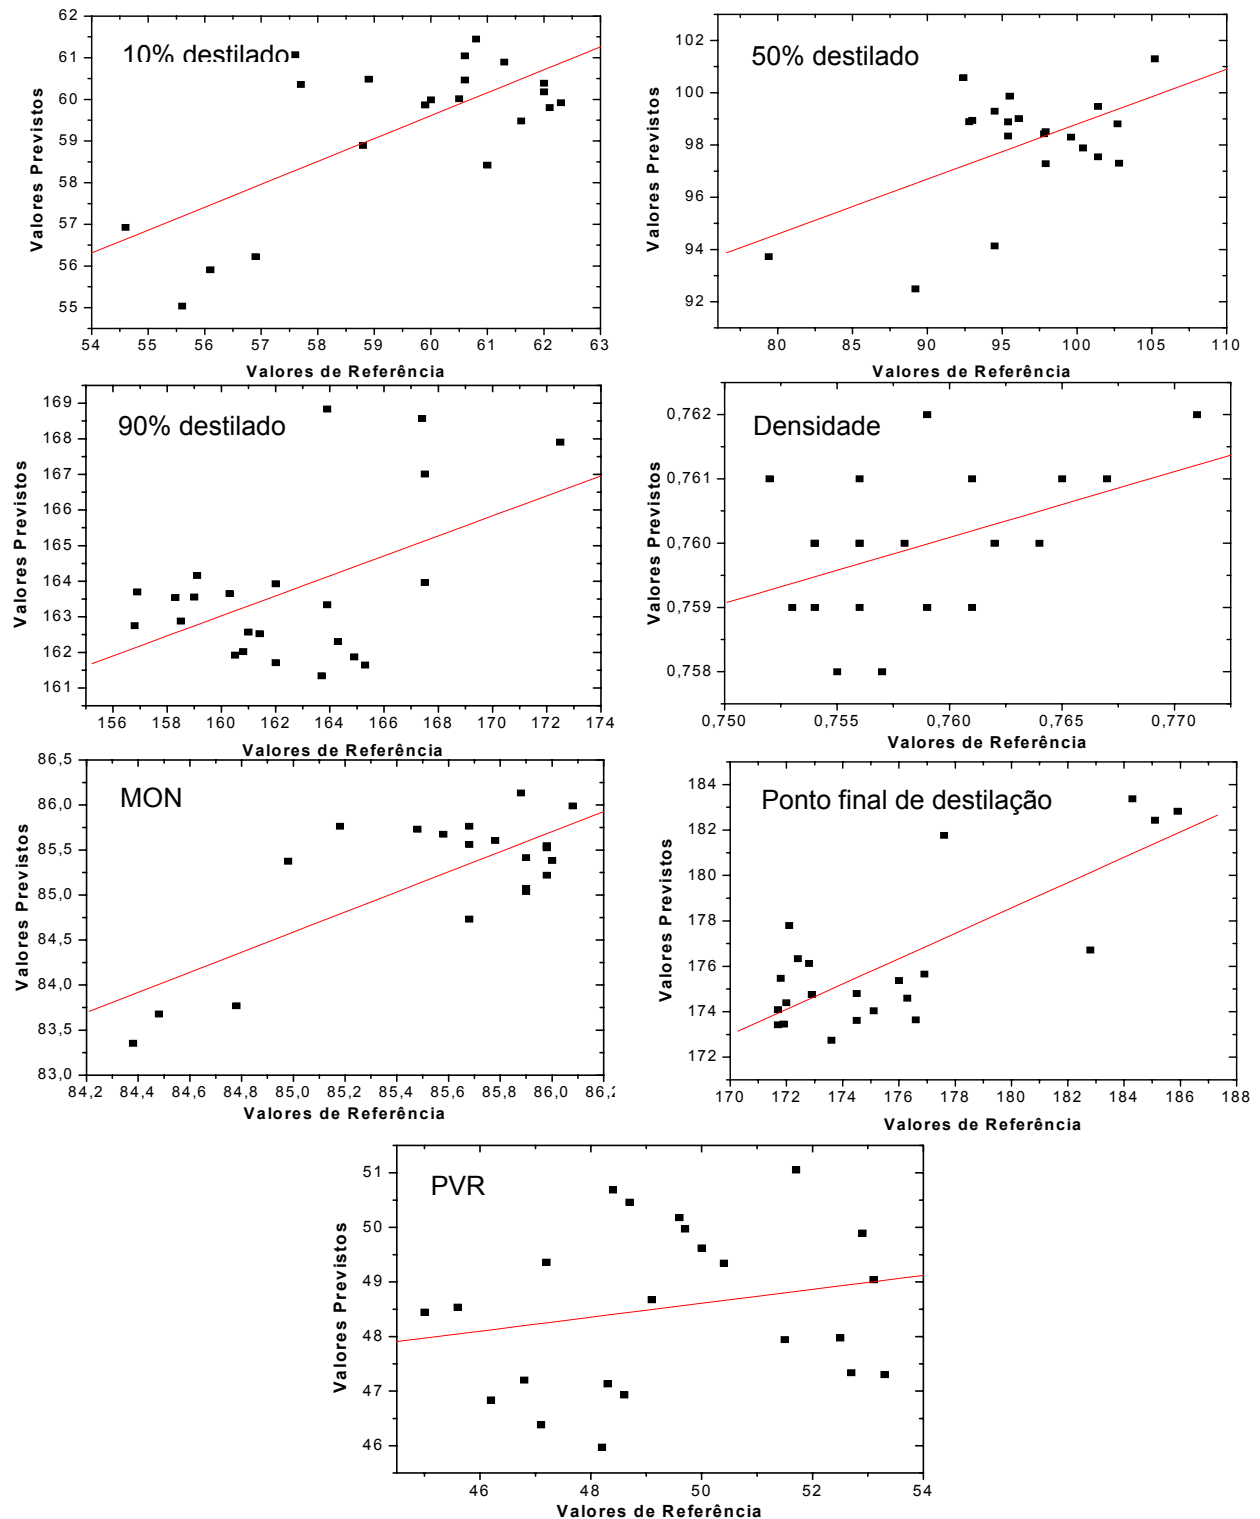 10% destilado
Valores Previstos
62
61
60
59
58
57
56
55
54 55 56 57 58 59 60 61 62 63
Valores de Referência
50% destilado
Valores Previstos
102
100
98
96
94
92
80 85 90 95 100 105 110
Valores de Referência
90% destilado
Valores Previstos
169
168
167
166
165
164
163
162
161
156 158 160 162 164 166 168 170 172 174
Valores de Referência
Densidade
Valores Previstos
0,762
0,761
0,760
0,759
0,758
0,750 0,755 0,760 0,765 0,770
Valores de Referência
MON
Valores Previstos
86,5
86,0
85,5
85,0
84,5
84,0
83,5
83,0
84,2 84,4 84,6 84,8 85,0 85,2 85,4 85,6 85,8 86,0 86,2
Valores de Referência
Ponto final de destilação
Valores Previstos
184
182
180
178
176
174
172
170 172 174 176 178 180 182 184 186 188
Valores de Referência
PVR
Valores Previstos
51
50
49
48
47
46
46 48 50 52 54
Valores de Referência